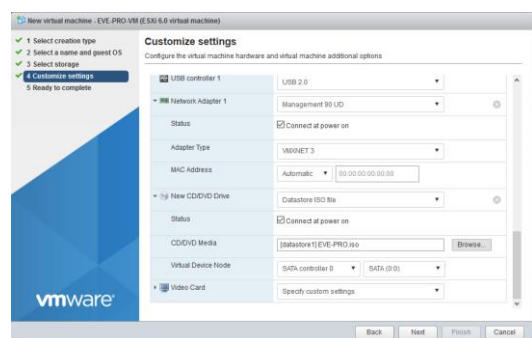 New virtual machine - EVE-PRO-VM (ESXi 6.0 virtual machine)
1 Select creation type
2 Select a name and guest OS
3 Select storage
4 Customize settings
5 Ready to complete
Customize settings
Configure the virtual machine hardware and virtual machine additional options
USB controller 1
USB 2.0
Network Adapter 1
Management 90 UD
Status
Connect at power on
Adapter Type
VMXNET 3
MAC Address
Automatic
00:00:00:00:00:00
New CD/DVD Drive
Datastore ISO file
Status
Connect at power on
CD/DVD Media
[datastore1] EVE-PRO.iso
Browse...
Virtual Device Node
SATA controller 0
SATA (0:0)
Video Card
Specify custom settings
vmware
Back
Next
Finish
Cancel